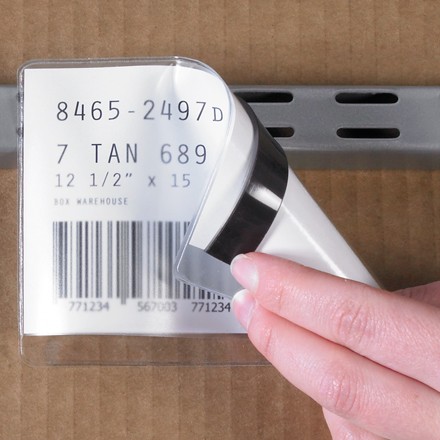 8465-2497D
7 TAN 689
12 1/2" x 15
BOX WAREHOUSE
771234 567003 771234